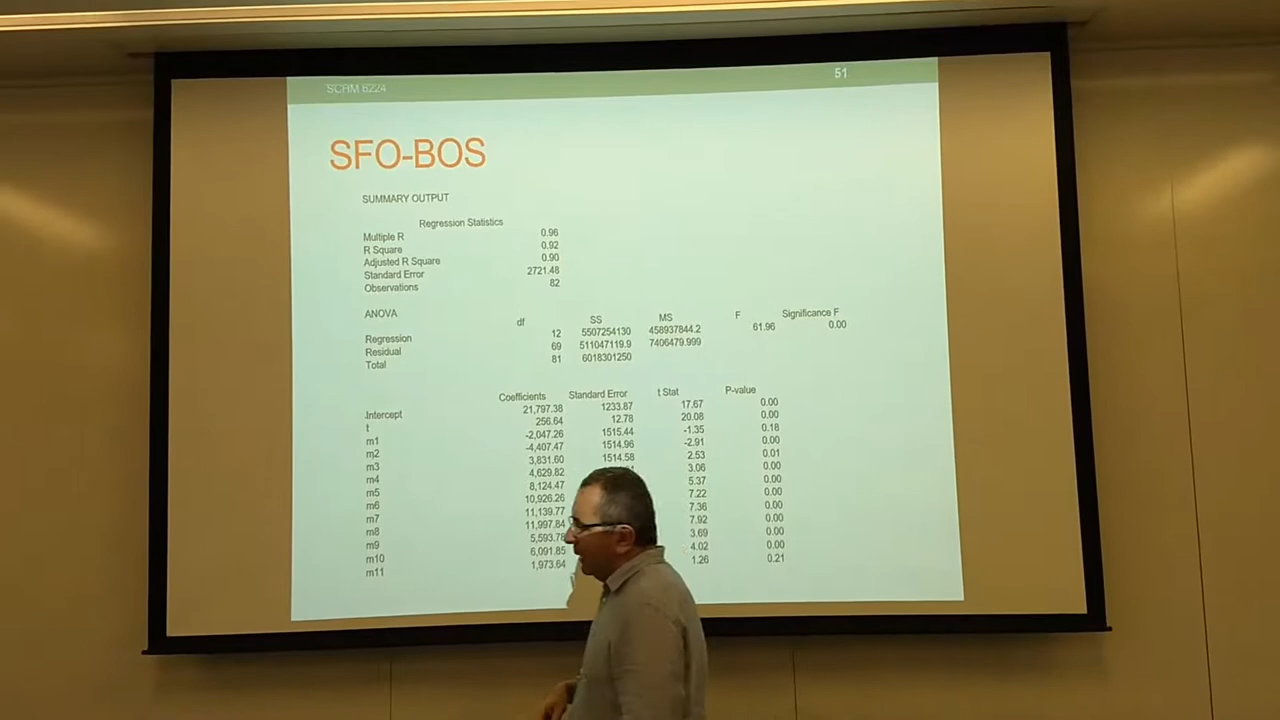 SCRM 6224 51
SFO-BOS
SUMMARY OUTPUT
Regression Statistics
Multiple R 0.96
R Square 0.92
Adjusted R Square 0.90
Standard Error 2721.48
Observations 82
ANOVA
df SS MS F Significance F
Regression 12 5507254130 458937844.2 61.96 0.00
Residual 69 511047119.9 7406479.999
Total 81 6018301250
Coefficients Standard Error t Stat P-value
Intercept 21,797.38 1233.87 17.67 0.00
t 256.64 12.78 20.08 0.00
m1 -2,047.26 1515.44 -1.35 0.18
m2 -4,407.47 1514.96 -2.91 0.00
m3 3,831.60 1514.58 2.53 0.01
m4 4,629.82 3.06 0.00
m5 8,124.47 5.37 0.00
m6 10,926.26 7.22 0.00
m7 11,139.77 7.36 0.00
m8 11,997.84 7.92 0.00
m9 5,593.78 3.69 0.00
m10 6,091.85 4.02 0.00
m11 1,973.64 1.26 0.21